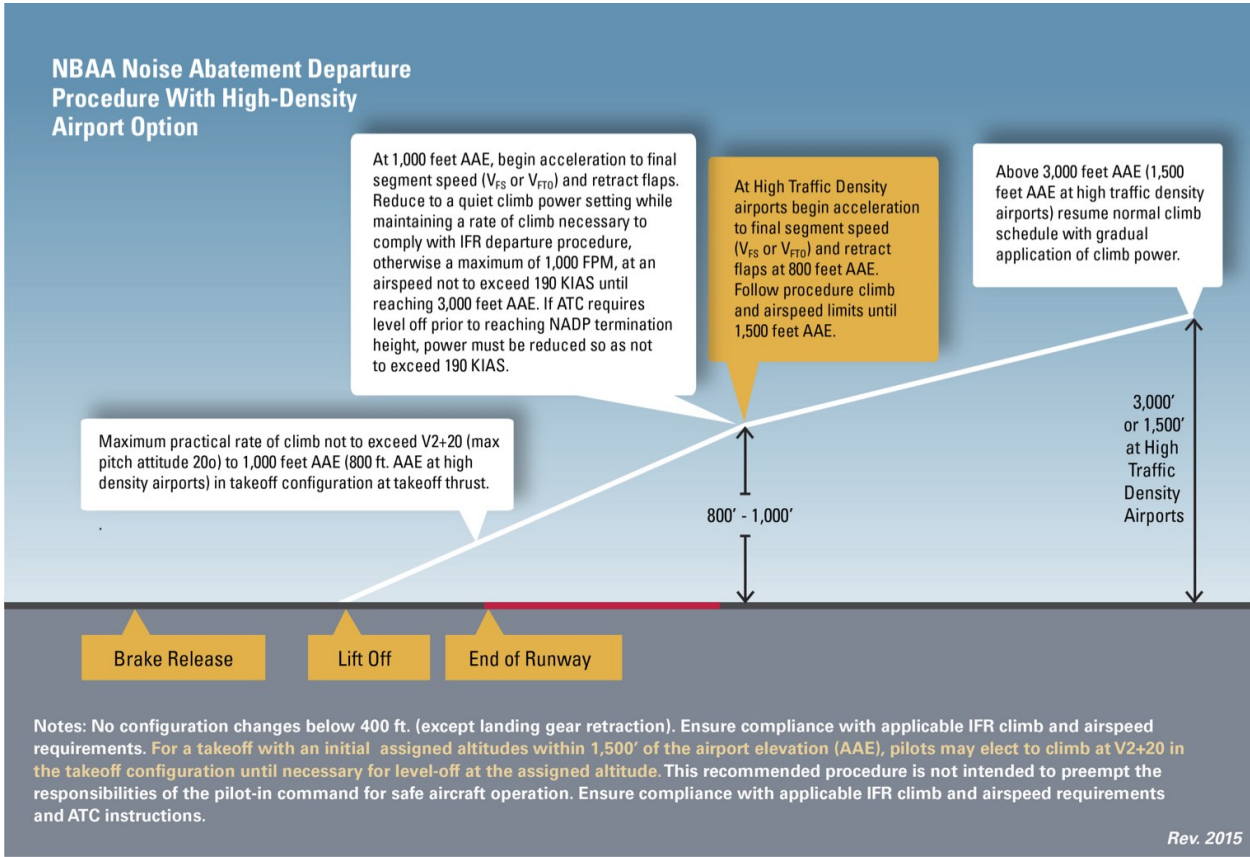 NBAA Noise Abatement Departure
Procedure With High-Density
Airport Option
At 1,000 feet AAE, begin acceleration to final
segment speed (VFS or VFTO) and retract flaps.
Reduce to a quiet climb power setting while
maintaining a rate of climb necessary to
comply with IFR departure procedure,
otherwise a maximum of 1,000 FPM, at an
airspeed not to exceed 190 KIAS until
reaching 3,000 feet AAE. If ATC requires
level off prior to reaching NADP termination
height, power must be reduced so as not
to exceed 190 KIAS.
At High Traffic Density
airports begin acceleration
to final segment speed
(VFS or VFTO) and retract
flaps at 800 feet AAE.
Follow procedure climb
and airspeed limits until
1,500 feet AAE.
Above 3,000 feet AAE (1,500
feet AAE at high traffic density
airports) resume normal climb
schedule with gradual
application of climb power.
Maximum practical rate of climb not to exceed V2+20 (max
pitch attitude 20o) to 1,000 feet AAE (800 ft. AAE at high
density airports) in takeoff configuration at takeoff thrust.
.
800’ - 1,000’
3,000’
or 1,500’
at High
Traffic
Density
Airports
Brake Release
Lift Off
End of Runway
Notes: No configuration changes below 400 ft. (except landing gear retraction). Ensure compliance with applicable IFR climb and airspeed
requirements. For a takeoff with an initial assigned altitudes within 1,500’ of the airport elevation (AAE), pilots may elect to climb at V2+20 in
the takeoff configuration until necessary for level-off at the assigned altitude. This recommended procedure is not intended to preempt the
responsibilities of the pilot-in command for safe aircraft operation. Ensure compliance with applicable IFR climb and airspeed requirements
and ATC instructions.
Rev. 2015